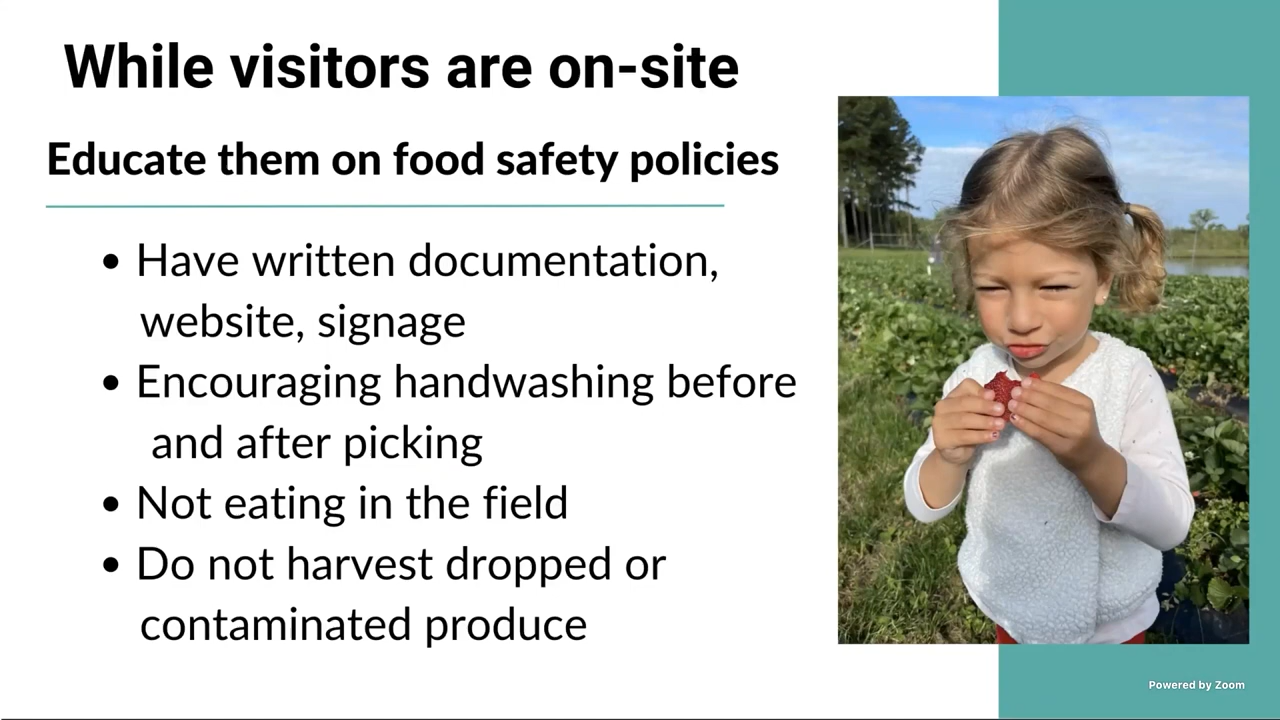 While visitors are on-site
Educate them on food safety policies
• Have written documentation,
website, signage
• Encouraging handwashing before
and after picking
• Not eating in the field
• Do not harvest dropped or
contaminated produce
Powered by Zoom